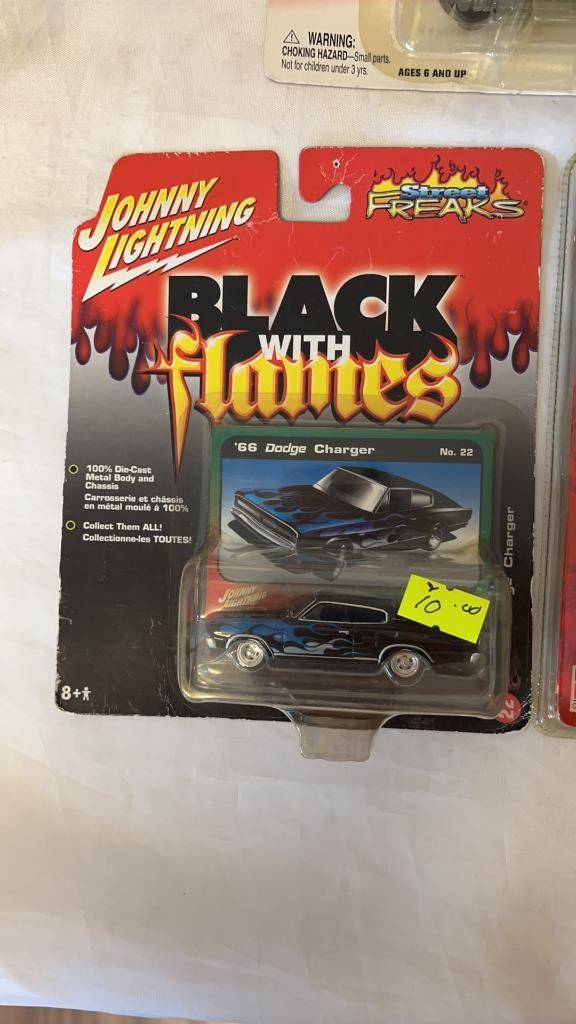 WARNING:
CHOKING HAZARD—Small parts.
Not for children under 3 yrs.
AGES 6 AND UP
JOHNNY
LIGHTNING
Street
FREAKS
BLACK
WITH
flames
'66 Dodge Charger No. 22
100% Die-Cast
Metal Body and
Chassis
Carrosserie et châssis
en métal moulé à 100%
Collect Them ALL!
Collectionne-les TOUTES!
JOHNNY
LIGHTNING
10.00
8+
Charger
22